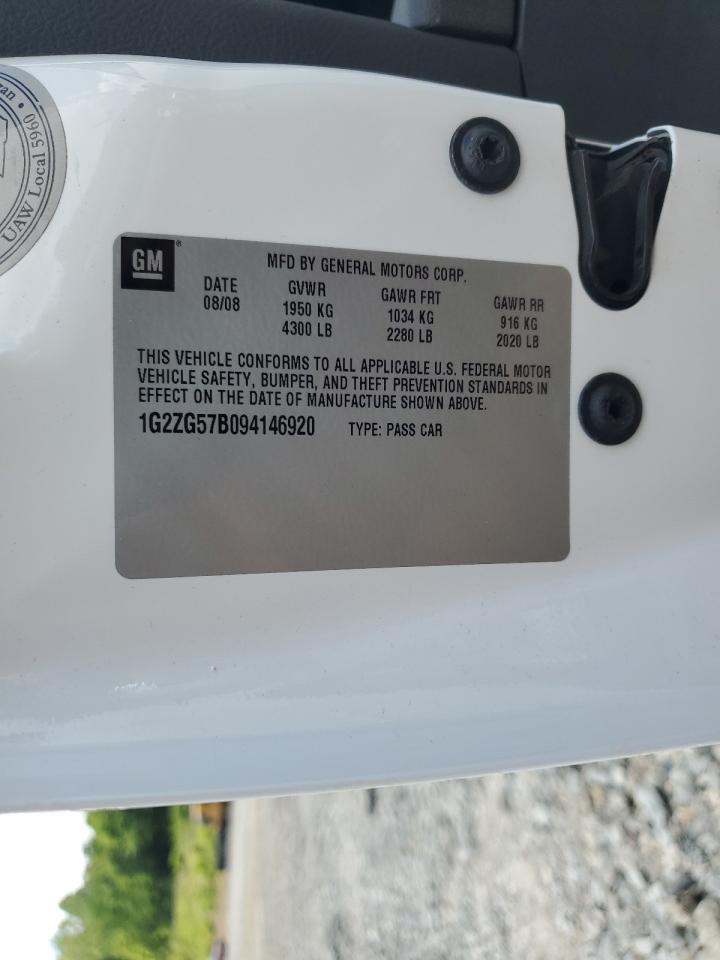 UAW Local 5960
GM®
MFD BY GENERAL MOTORS CORP.
DATE GVWR GAWR FRT GAWR RR
08/08 1950 KG 1034 KG 916 KG
4300 LB 2280 LB 2020 LB
THIS VEHICLE CONFORMS TO ALL APPLICABLE U.S. FEDERAL MOTOR
VEHICLE SAFETY, BUMPER, AND THEFT PREVENTION STANDARDS IN
EFFECT ON THE DATE OF MANUFACTURE SHOWN ABOVE.
1G2ZG57B094146920 TYPE: PASS CAR